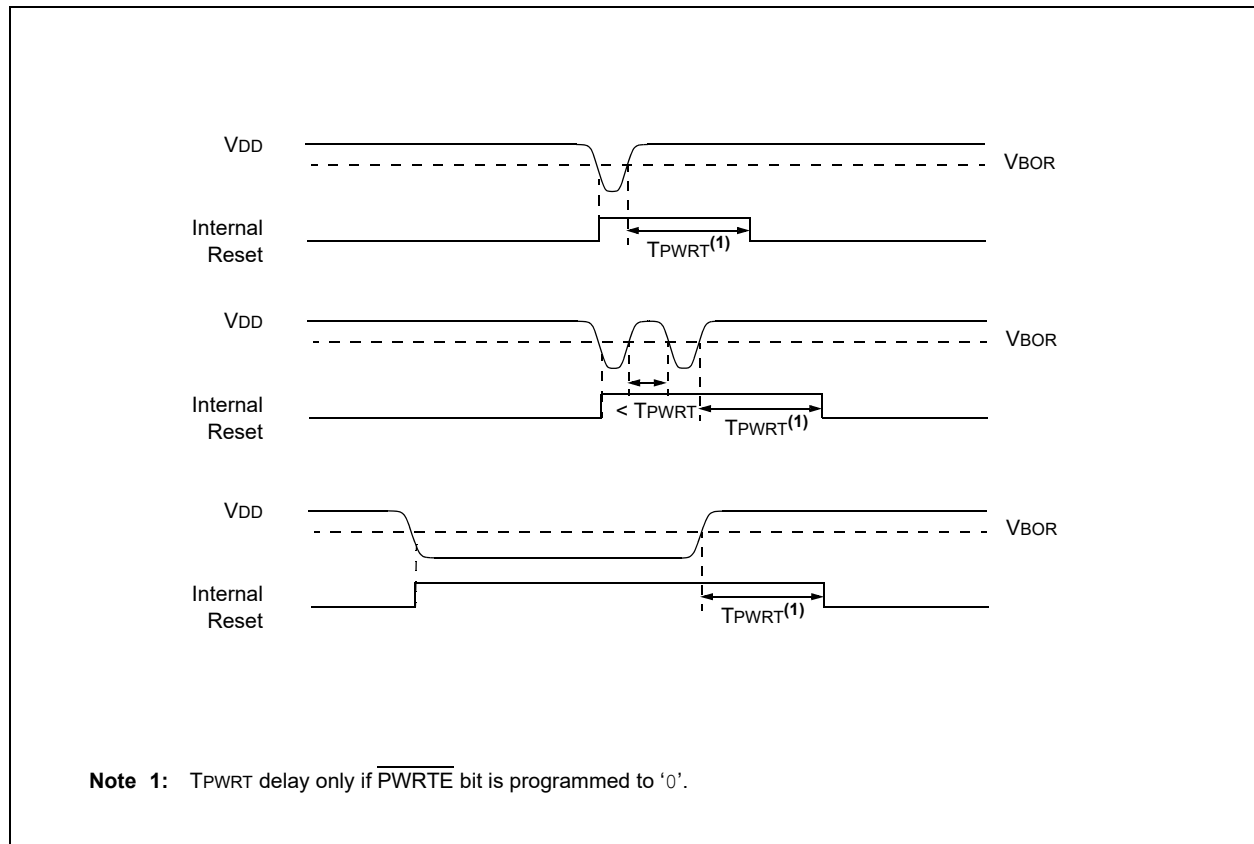 VDD
VBOR
Internal
Reset
TPWRT(1)
VDD
VBOR
Internal
Reset
< TPWRT
TPWRT(1)
VDD
VBOR
Internal
Reset
TPWRT(1)
Note 1: TPWRT delay only if PWRTE bit is programmed to ‘0’.